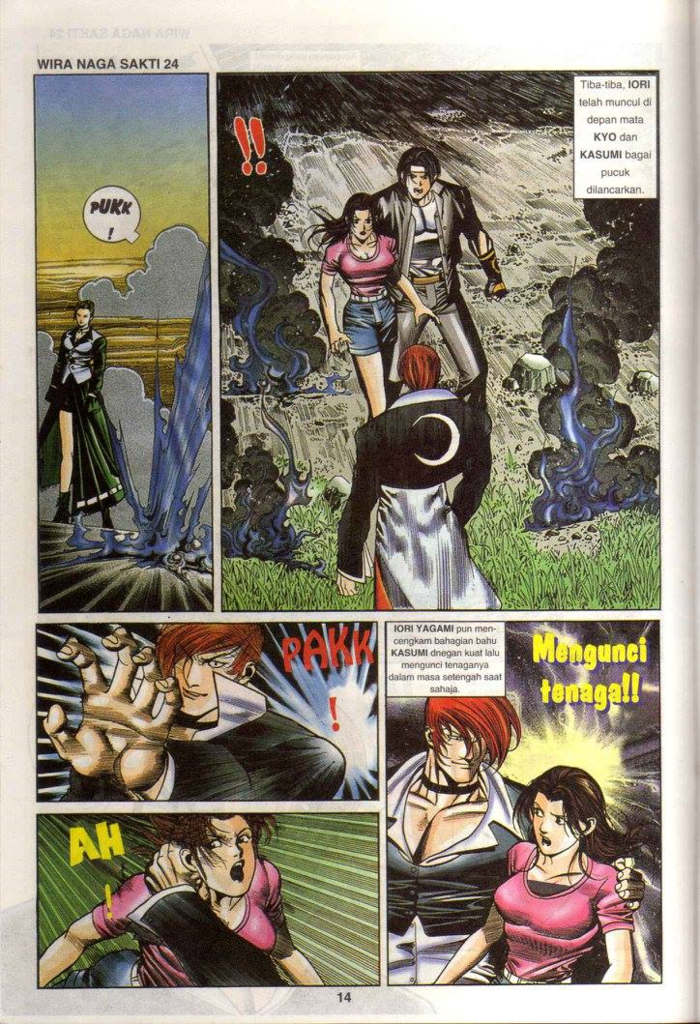 WIRA NAGA SAKTI 24
PUKK
!
!!
Tiba-tiba, IORI
telah muncul di
depan mata
KYO dan
KASUMI bagai
pucuk
dilancarkan.
PAKK
!
AH
!
IORI YAGAMI pun men-
cengkam bahagian bahu
KASUMI dnegan kuat lalu
mengunci tenaganya
dalam masa setengah saat
sahaja.
Mengunci
tenaga!!
14